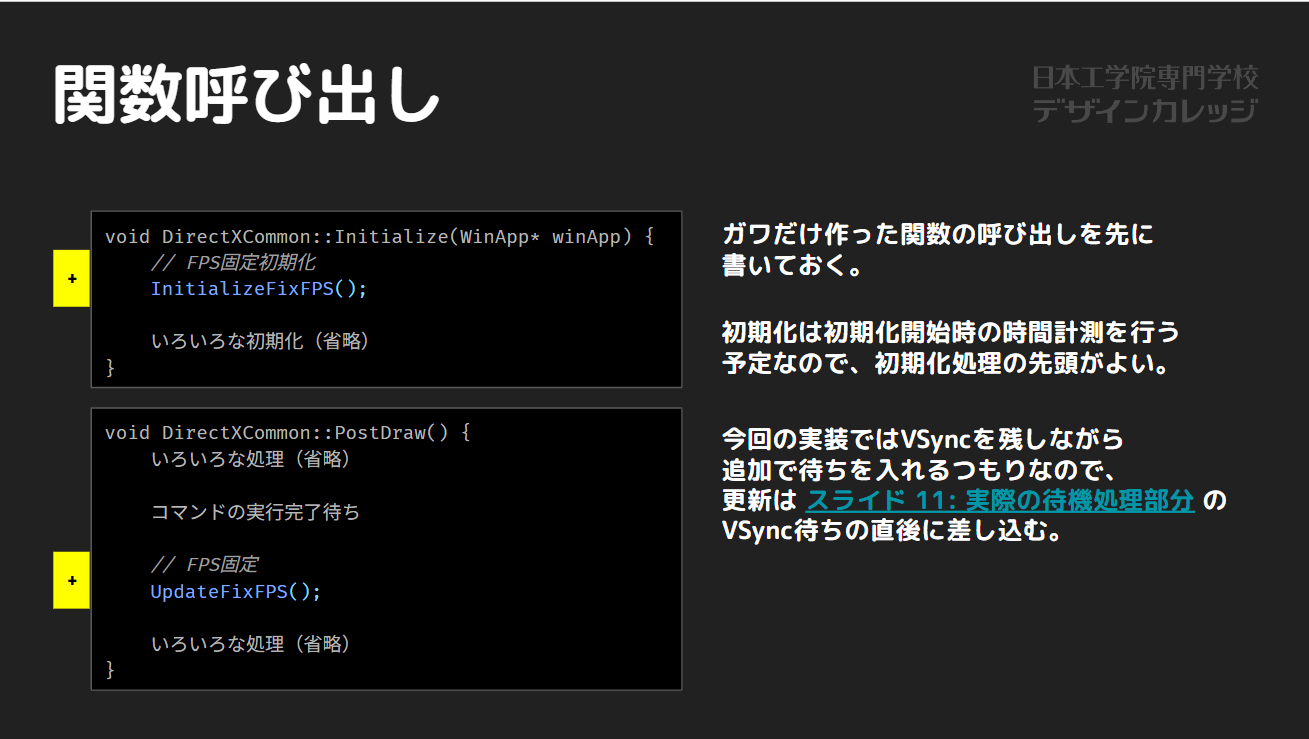 関数呼び出し
日本工学院専門学校
デザインカレッジ
void DirectXCommon::Initialize(WinApp* winApp) {
// FPS固定初期化
+
InitializeFixFPS();
いろいろな初期化（省略）
}
void DirectXCommon::PostDraw() {
いろいろな処理（省略）
コマンドの実行完了待ち
// FPS固定
+
UpdateFixFPS();
いろいろな処理（省略）
}
ガワだけ作った関数の呼び出しを先に
書いておく。
初期化は初期化開始時の時間計測を行う
予定なので、初期化処理の先頭がよい。
今回の実装ではVSyncを残しながら
追加で待ちを入れるつもりなので、
更新は スライド 11: 実際の待機処理部分 の
VSync待ちの直後に差し込む。